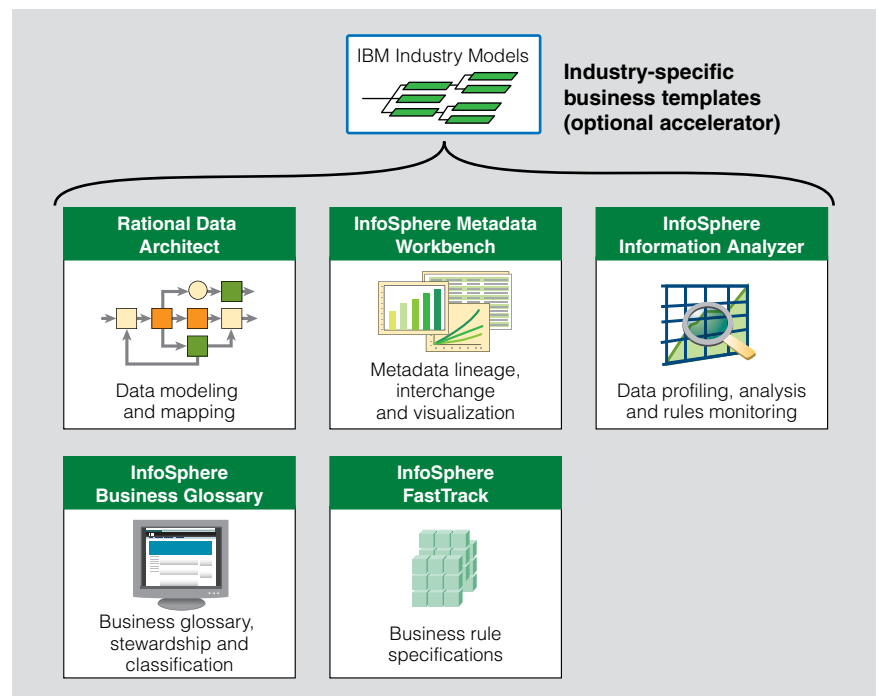 IBM Industry Models
Industry-specific
business templates
(optional accelerator)
Rational Data
Architect
Data modeling
and mapping
InfoSphere Metadata
Workbench
Metadata lineage,
interchange
and visualization
InfoSphere
Information Analyzer
Data profiling, analysis
and rules monitoring
InfoSphere
Business Glossary
Business glossary,
stewardship and
classification
InfoSphere
FastTrack
Business rule
specifications